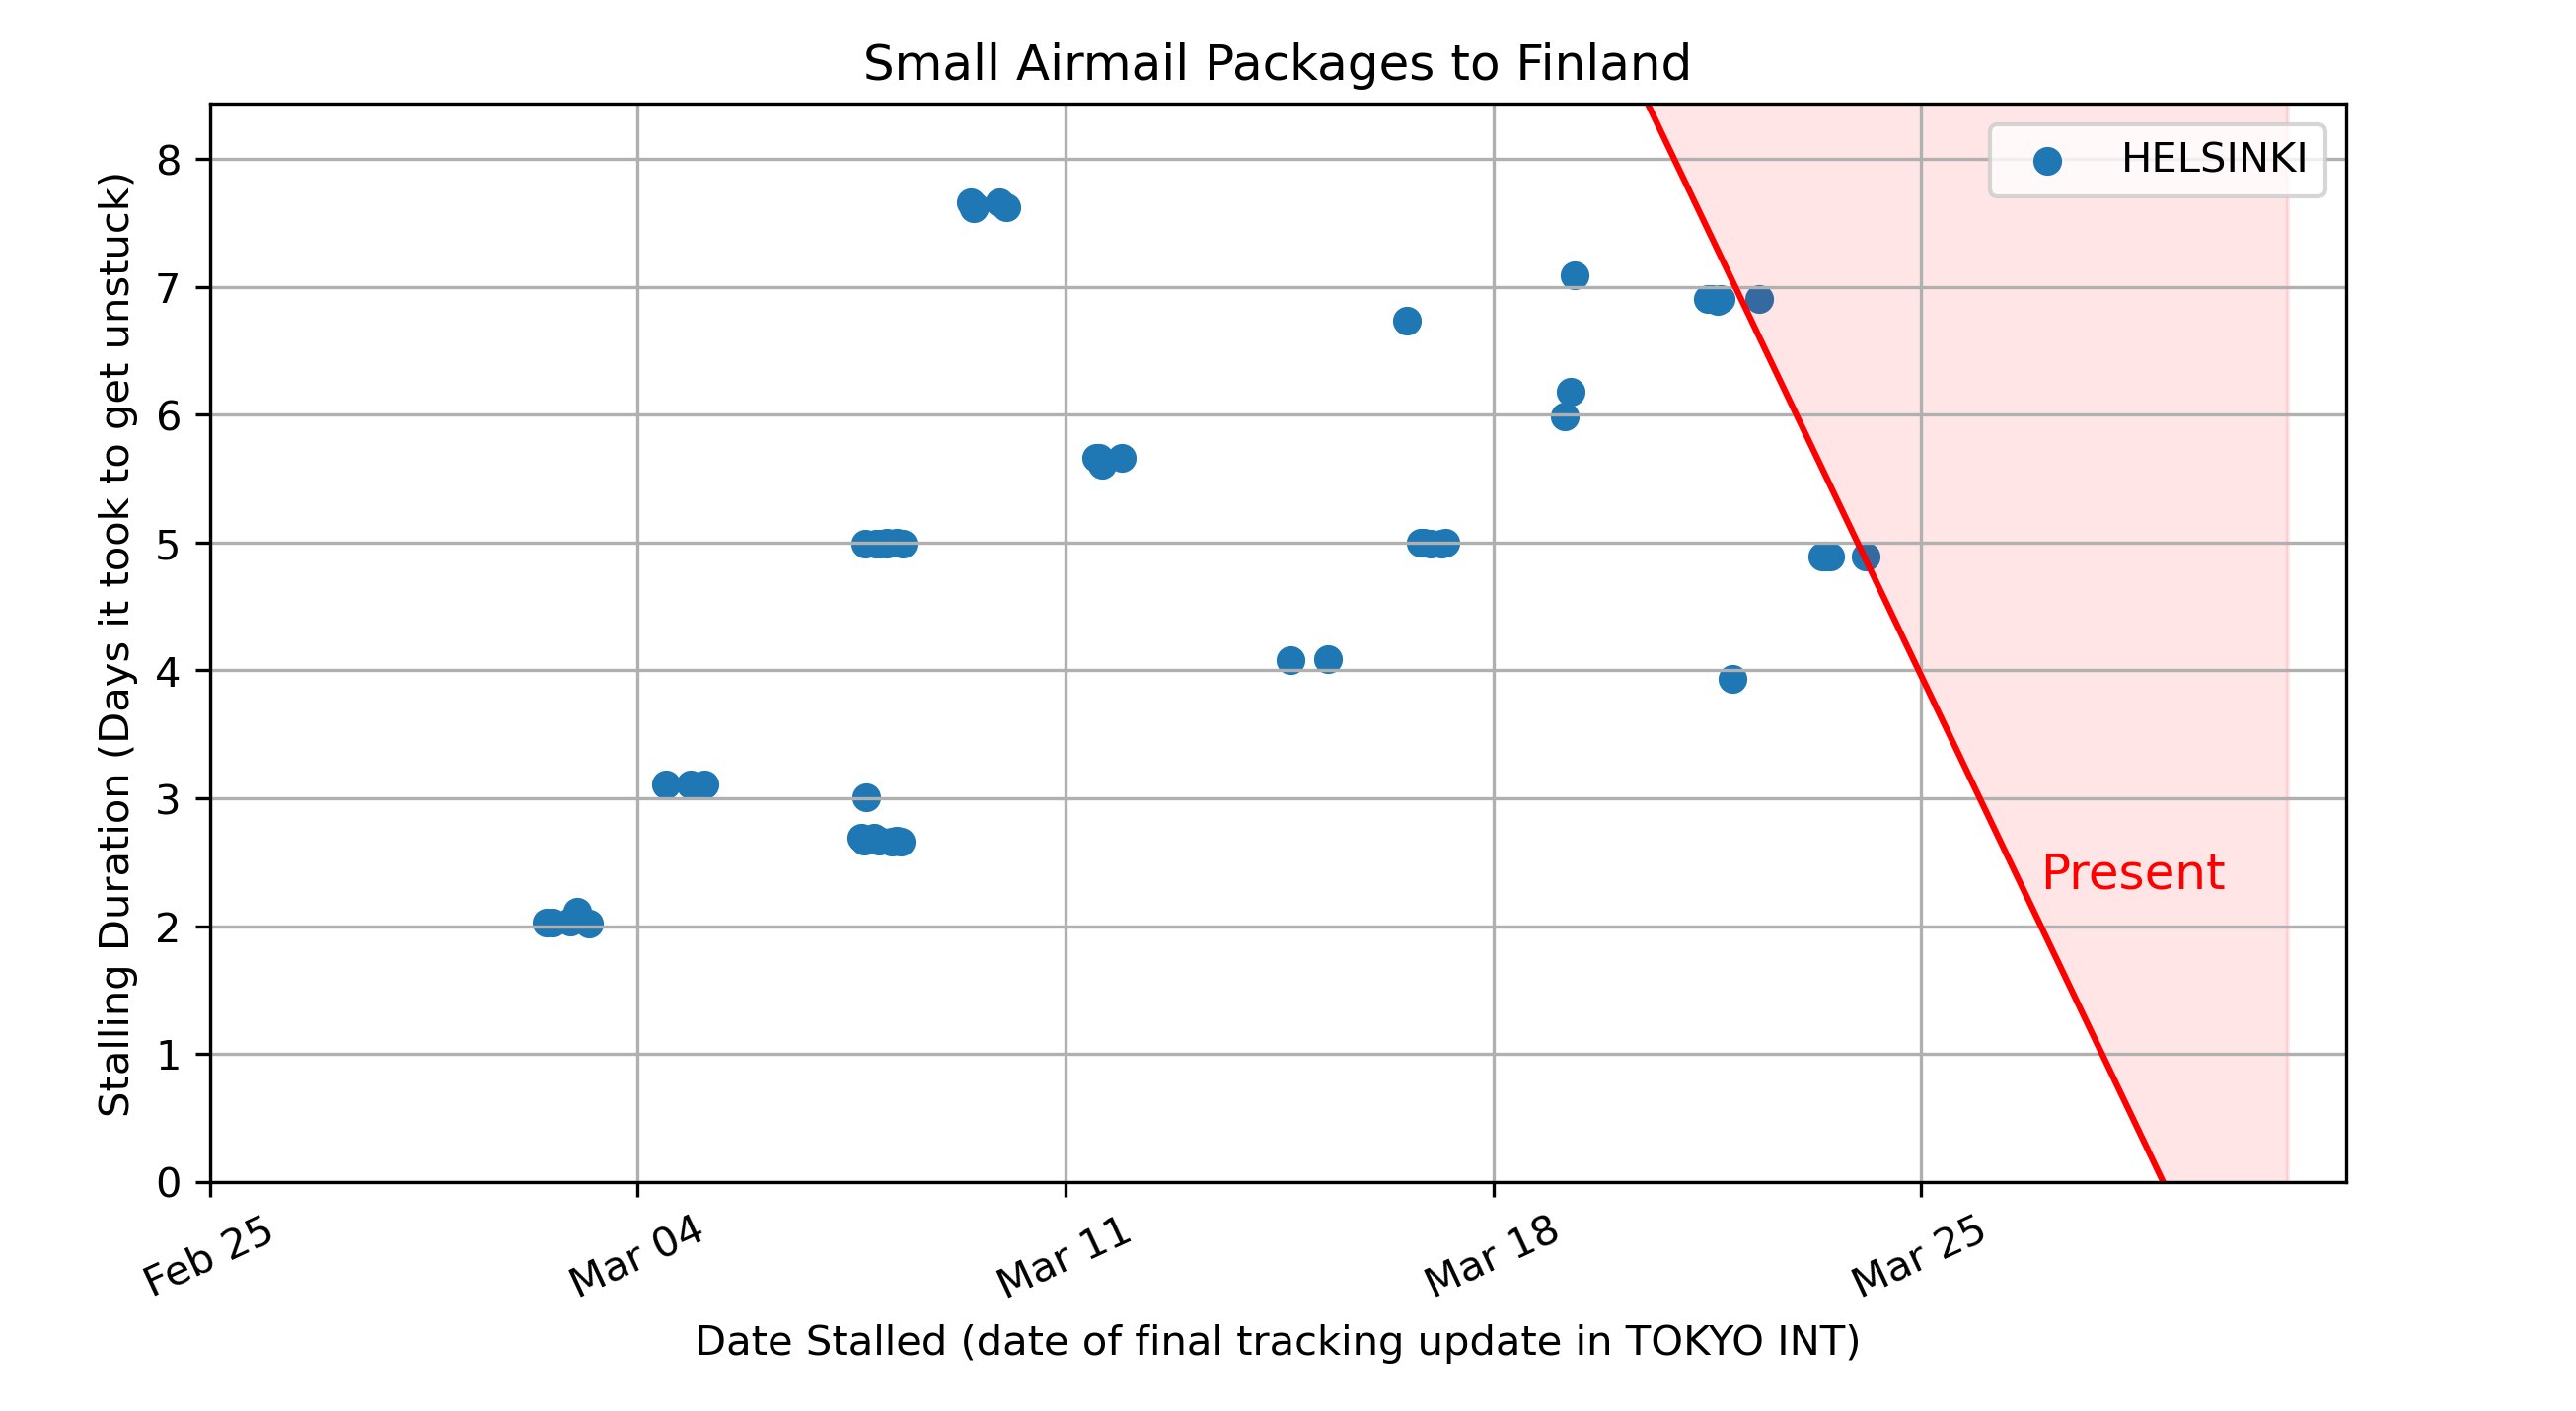 Small Airmail Packages to Finland
HELSINKI
Stalling Duration (Days it took to get unstuck)
8
7
6
5
4
3
2
1
0
Present
Feb 25
Mar 04
Mar 11
Mar 18
Mar 25
Date Stalled (date of final tracking update in TOKYO INT)